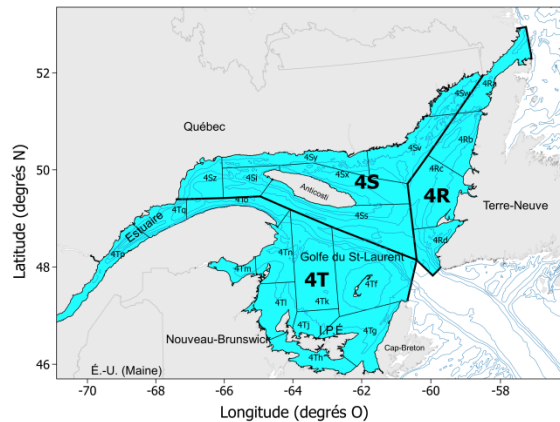 52
50
48
46
Latitude (degrés N)
-70
-68
-66
-64
-62
-60
-58
Longitude (degrés O)
Québec
4Ra
4Sw
4Rb
4Sv
4Sy
4Sx
4Rc
4Sz
4Si
4S
Anticosti
4R
4Ss
Terre-Neuve
4Tq
Estuaire
4Tp
4Rd
4Tn
Golfe du St-Laurent
4Tm
4T
4Tf
4Tl
4Tk
4Tj
I.P.É
4Tg
Nouveau-Brunswick
4Th
Cap-Breton
É.-U. (Maine)